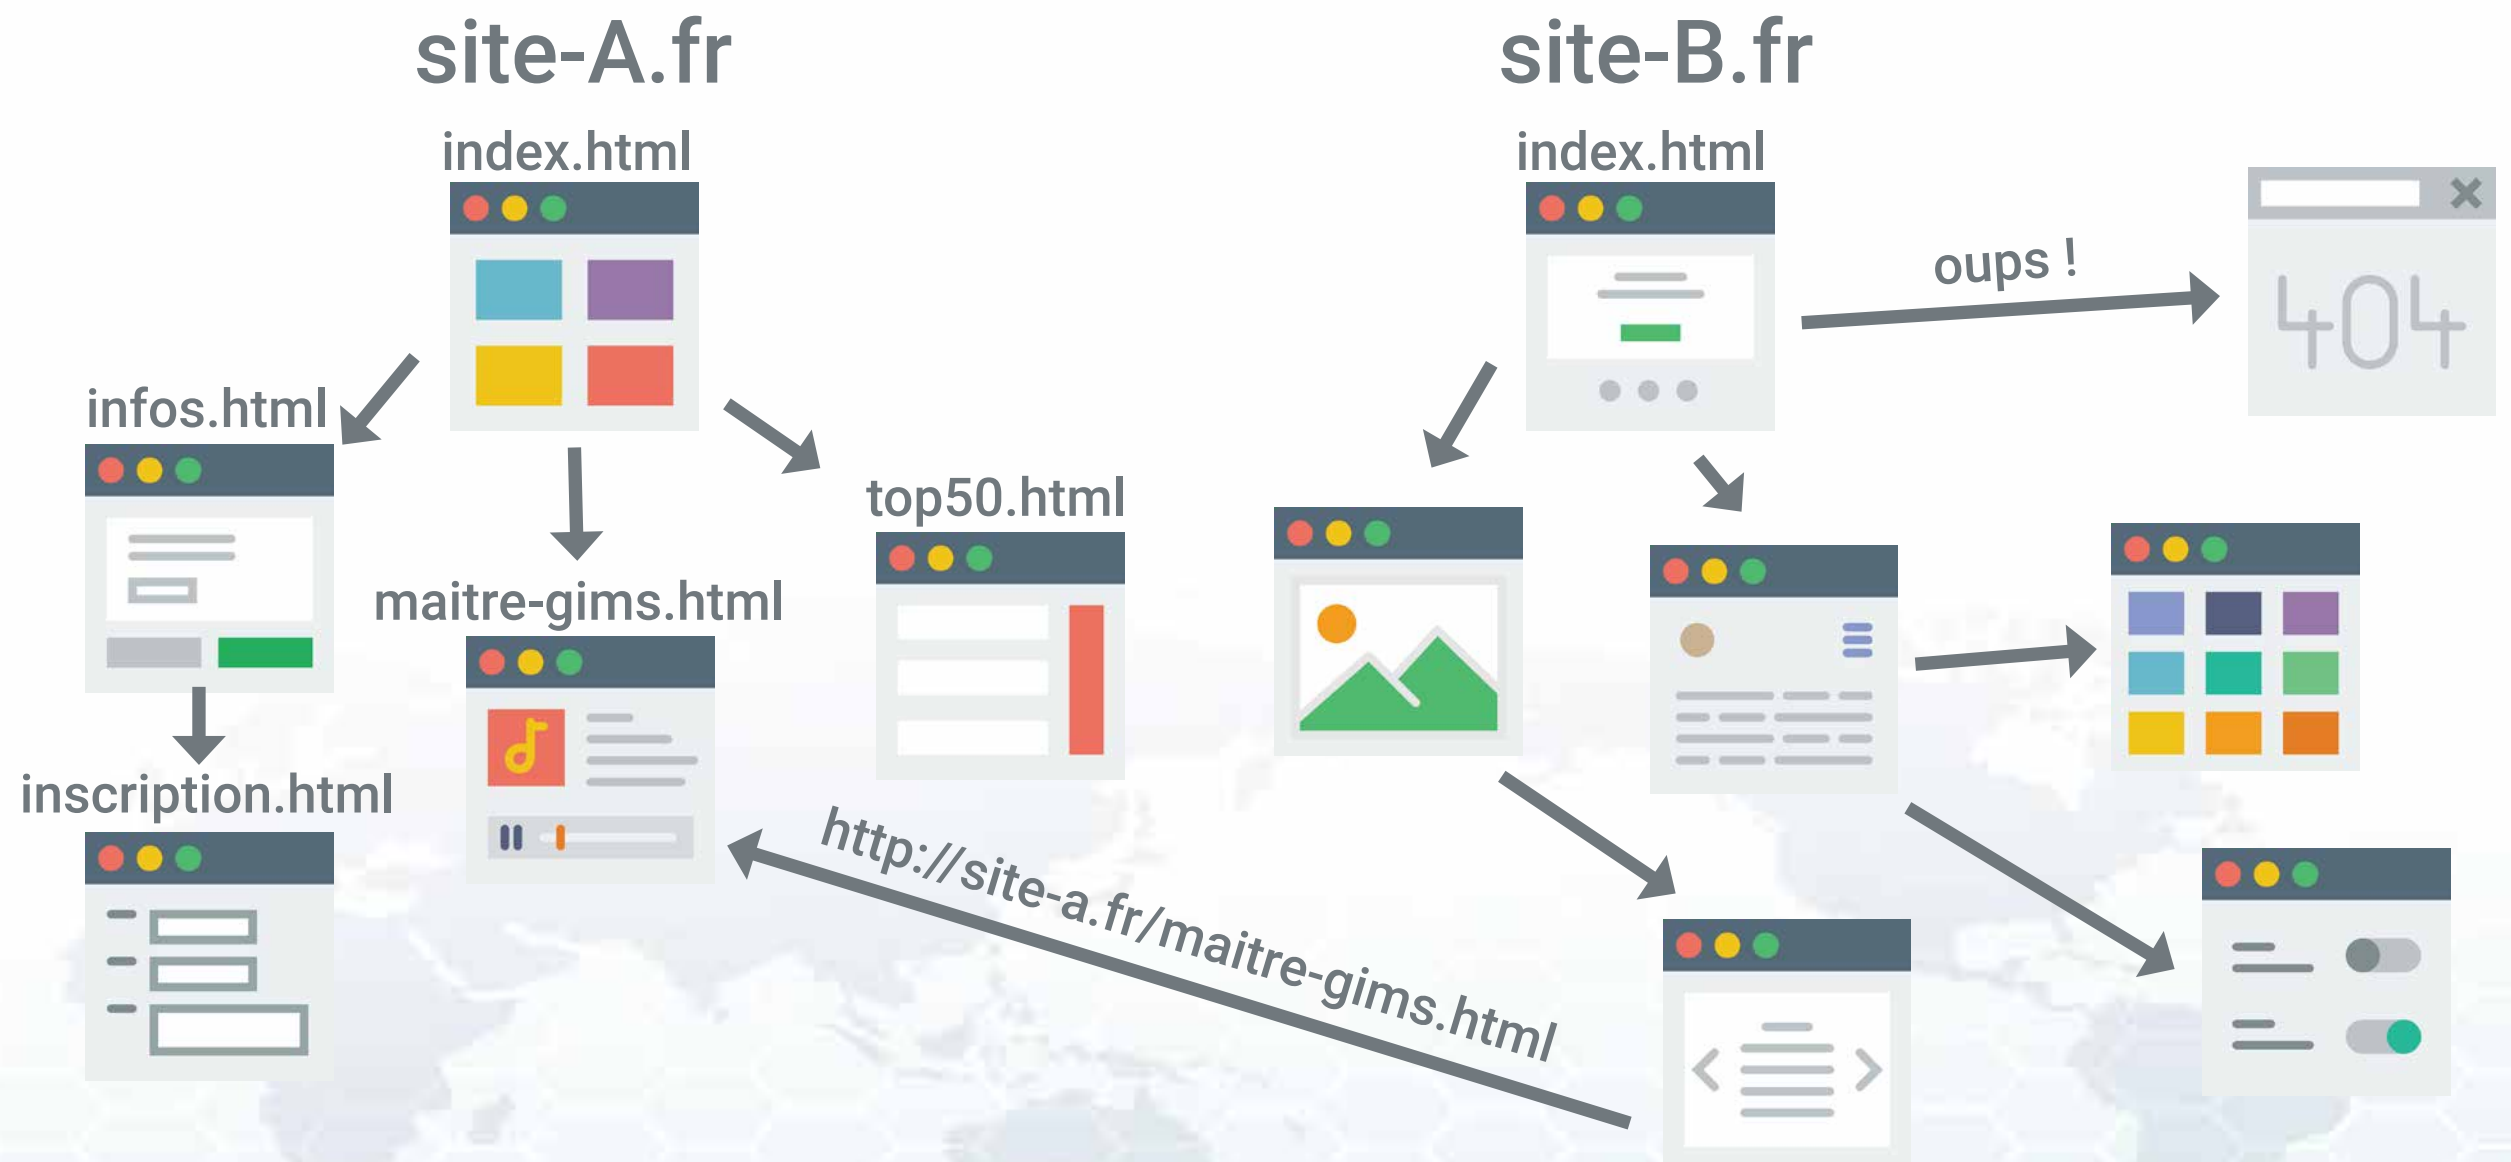 site-A.fr
index.html
infos.html
maitre-gims.html
top50.html
inscription.html
site-B.fr
index.html
oups !
404
http://site-a.fr/maitre-gims.html